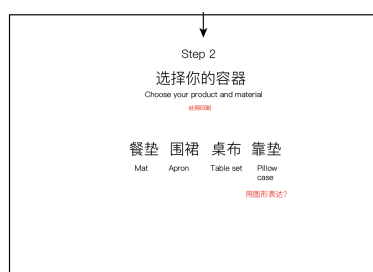 Step 2
选择你的容器
Choose your product and material
丝网印刷
餐垫 围裙 桌布 靠垫
Mat Apron Table set Pillow case
用图形表达?